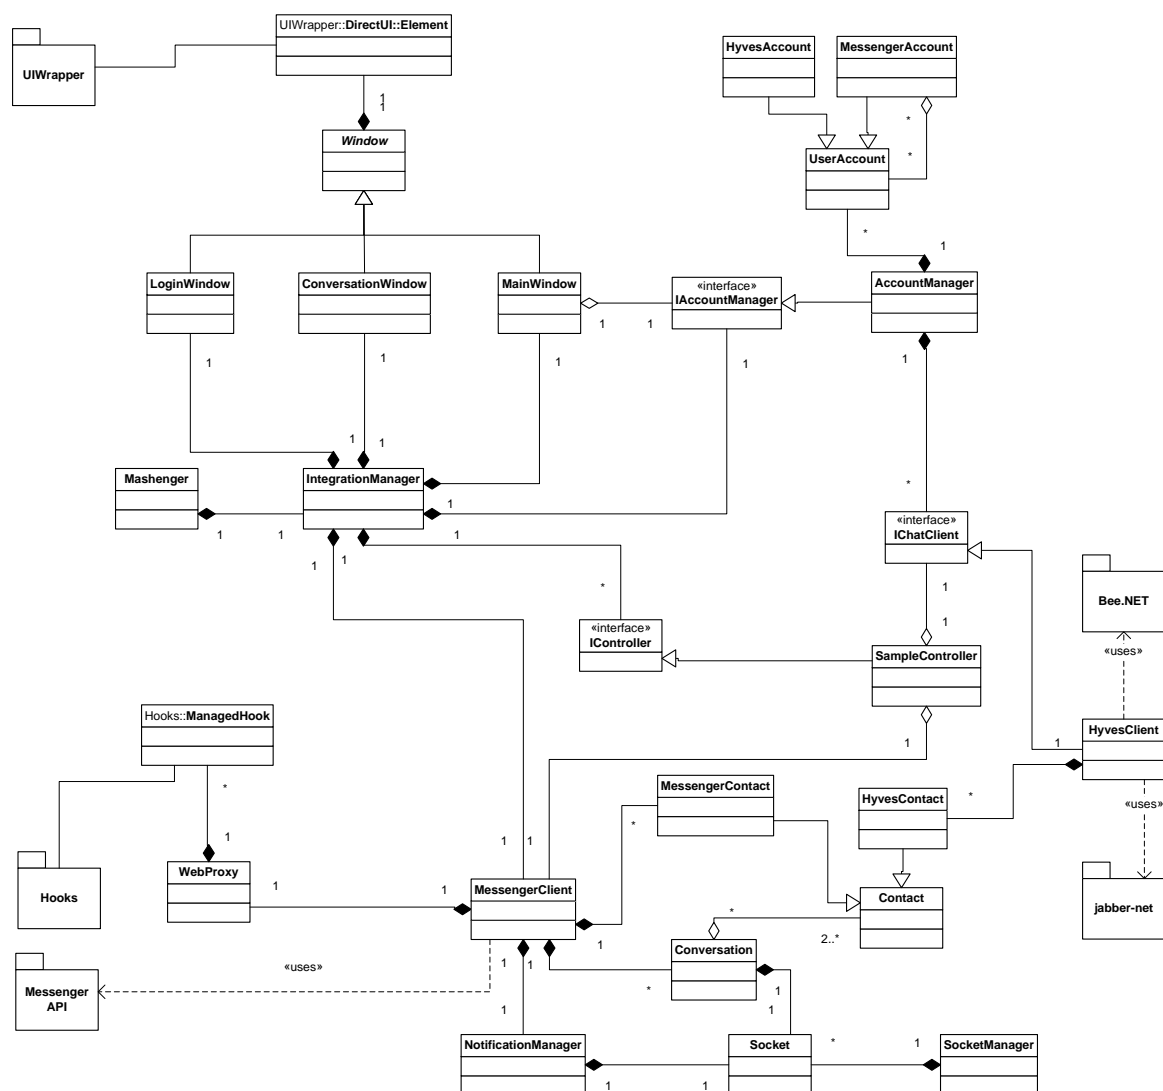 UIWrapper::DirectUI::Element
HyvesAccount
MessengerAccount
UIWrapper
1
1
*
Window
UserAccount
*
*
1
LoginWindow
ConversationWindow
MainWindow
«interface»
IAccountManager
AccountManager
1
1
1
1
1
1
1
1
1
Mashenger
IntegrationManager
*
1
1
1
1
«interface»
IChatClient
1
1
1
*
1
Bee.NET
«interface»
IController
1
SampleController
«uses»
Hooks::ManagedHook
HyvesClient
1
1
MessengerContact
HyvesContact
*
*
«uses»
*
1
1
1
WebProxy
1
1
MessengerClient
Hooks
Contact
jabber-net
*
1
2..*
Conversation
1
1
«uses»
Messenger
API
*
1
1
1
*
1
NotificationManager
Socket
SocketManager
1
1